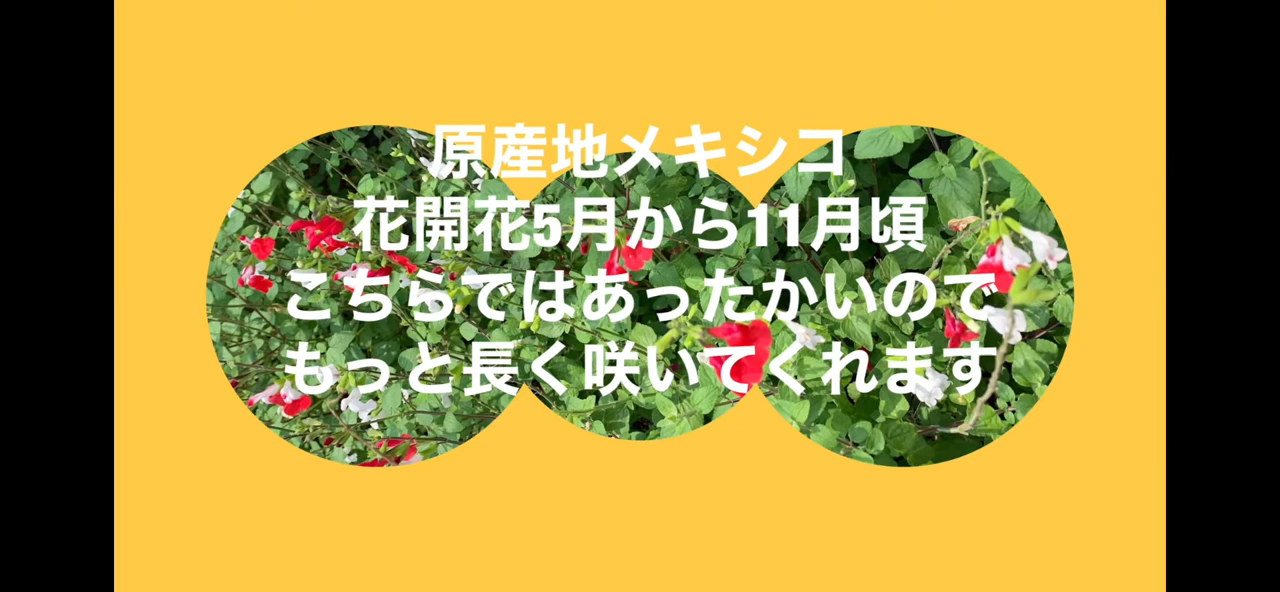 原産地メキシコ
花開花5月から11月頃
こちらではあったかいので
もっと長く咲いてくれます